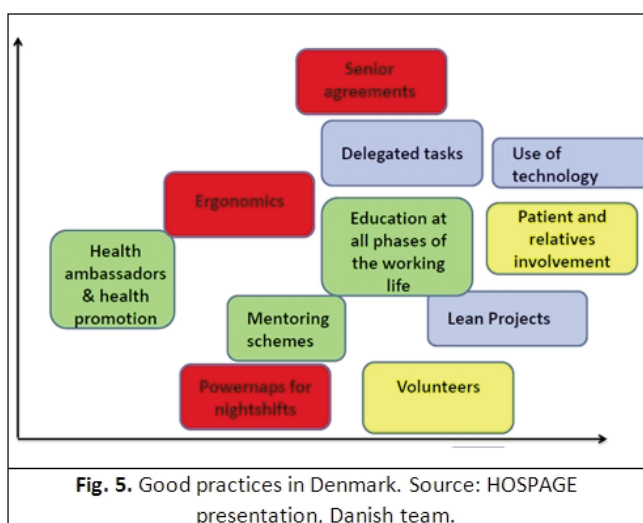 Senior
agreements
Delegated tasks
Use of
technology
Ergonomics
Education at
all phases of
the working
life
Patient and
relatives
involvement
Health
ambassadors
& health
promotion
Mentoring
schemes
Lean Projects
Powernaps for
nightshifts
Volunteers
Fig. 5. Good practices in Denmark. Source: HOSPAGE
presentation. Danish team.